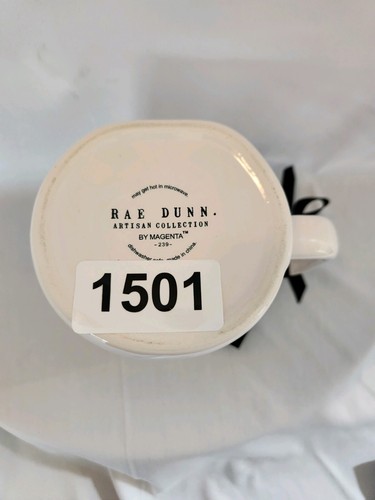 may get hot in microwave.
RAE DUNN.
ARTISAN COLLECTION
BY MAGENTA™
-239-
dishwasher safe. made in china.
1501